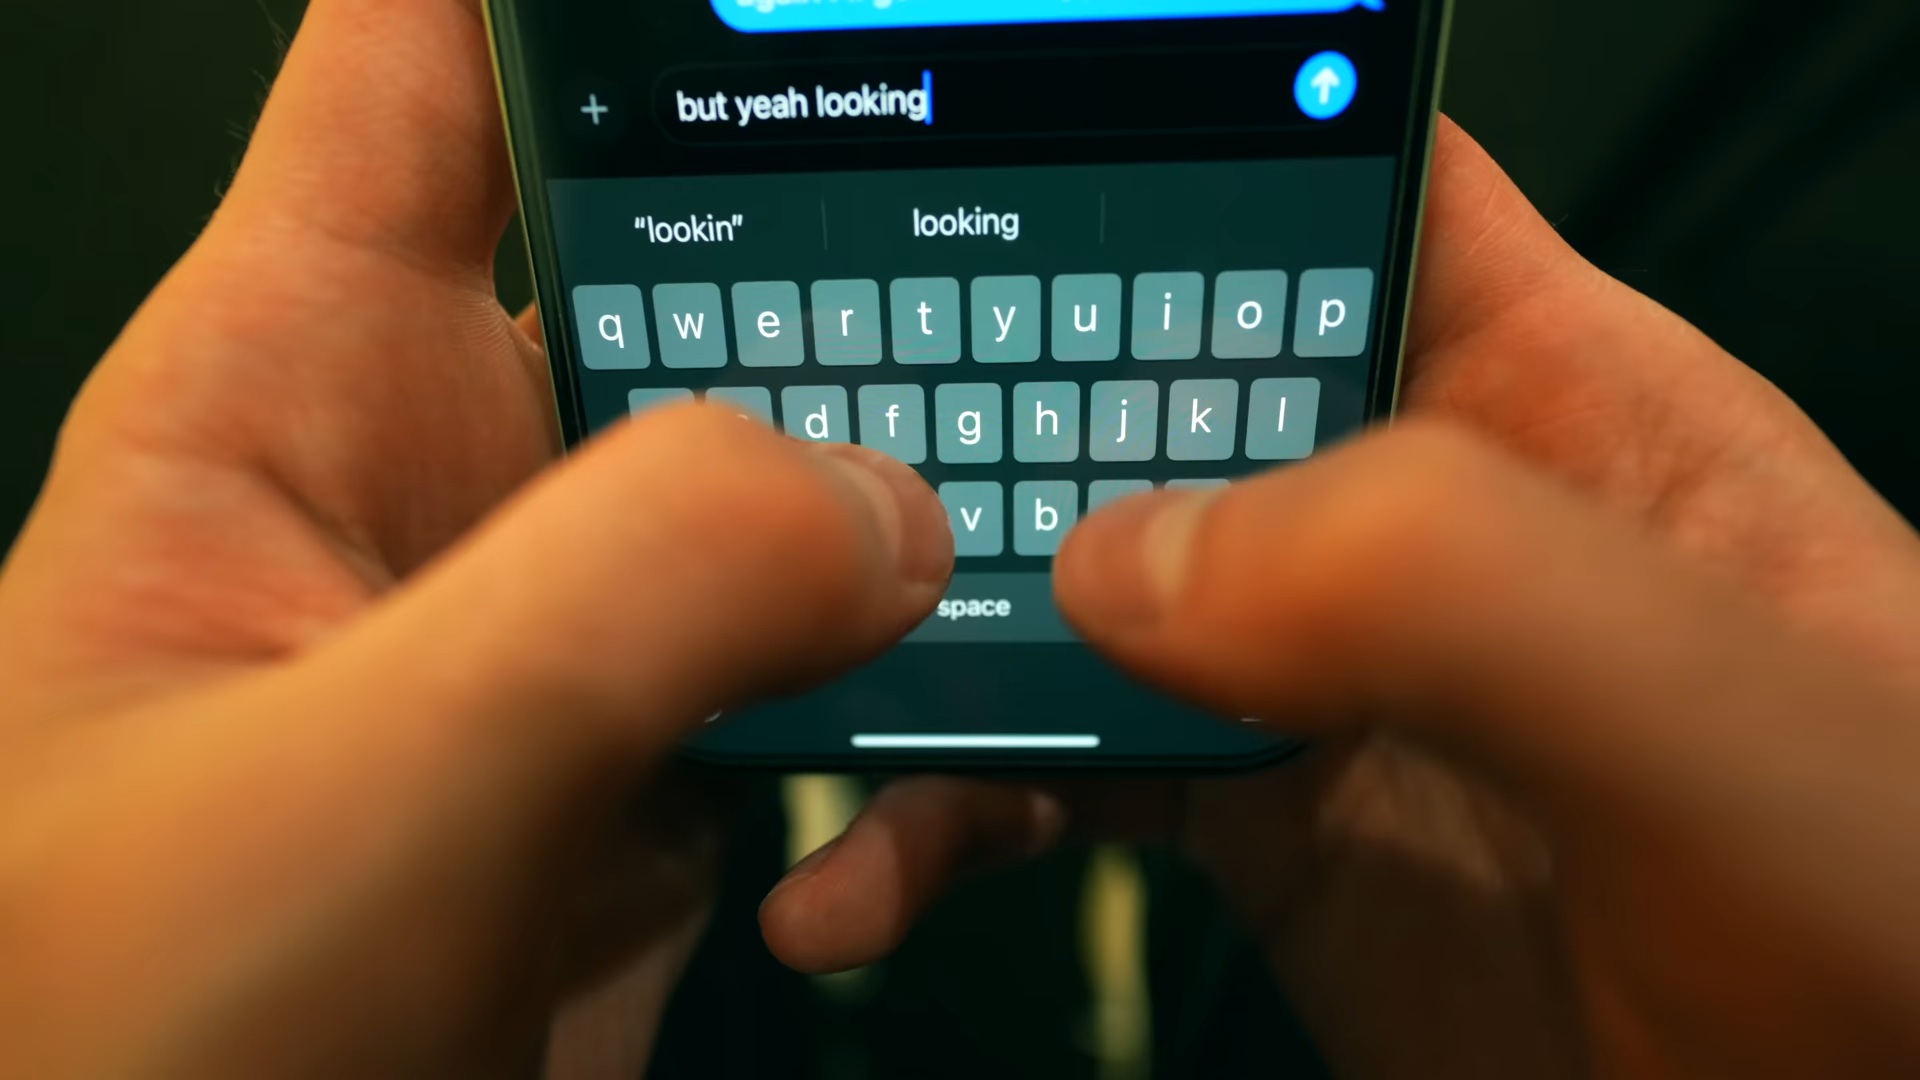 but yeah looking
“lookin” looking
q w e r t y u i o p
d f g h j k l
v b
space